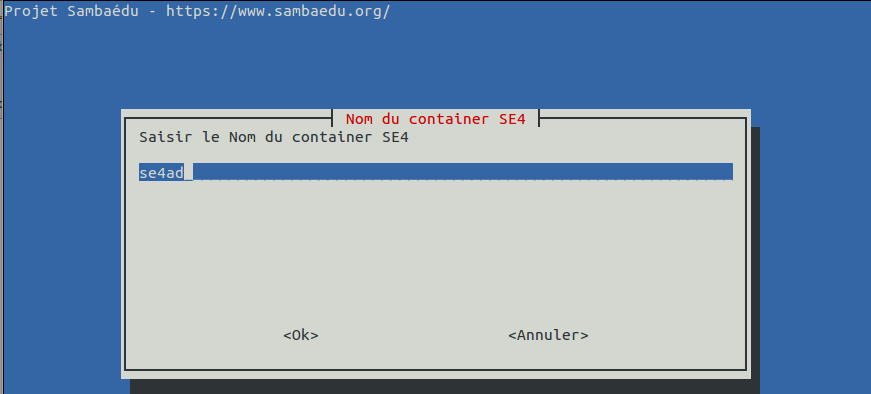 Projet Sambaédu - https://www.sambaedu.org/
Nom du container SE4
Saisir le Nom du container SE4
se4ad
<Ok> <Annuler>